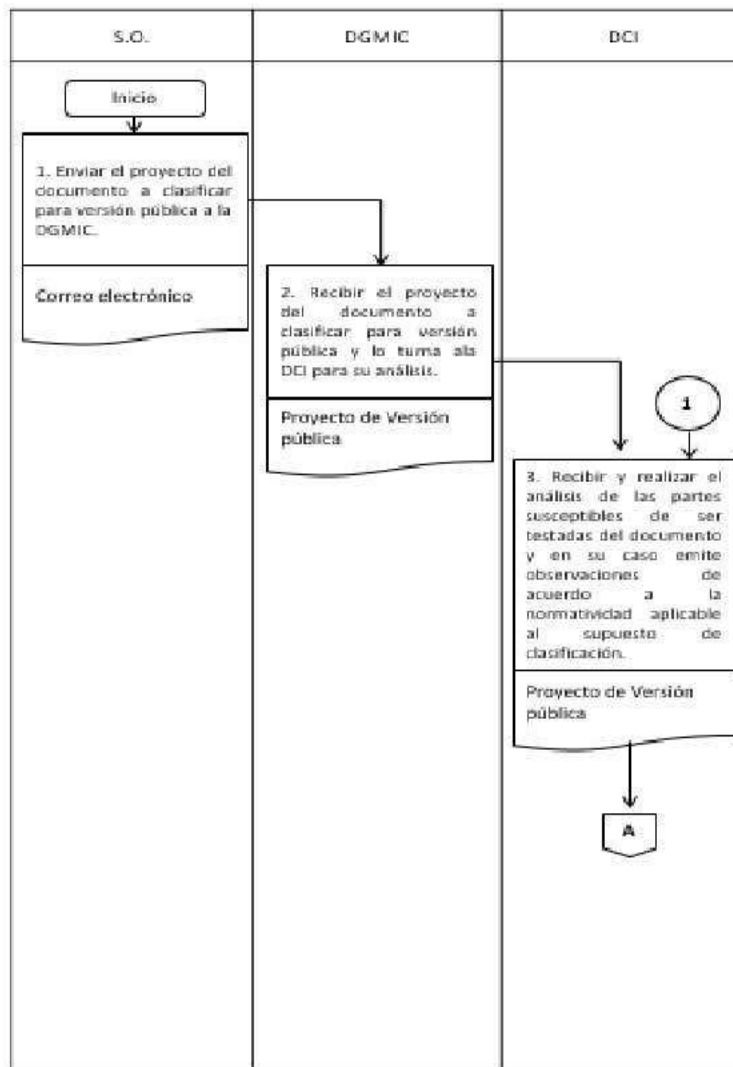 S.O.
DGMIC
DCI
Inicio
1. Enviar el proyecto del
documento a clasificar
para versión pública a la
DGMIC.
Correo electrónico
2. Recibir el proyecto
del documento a
clasificar para versión
pública y lo turna ala
DCI para su análisis.
Proyecto de Versión
pública
1
3. Recibir y realizar el
análisis de las partes
susceptibles de ser
testadas del documento
y en su caso emite
observaciones de
acuerdo a la
normatividad aplicable
al supuesto de
clasificación.
Proyecto de Versión
pública
A